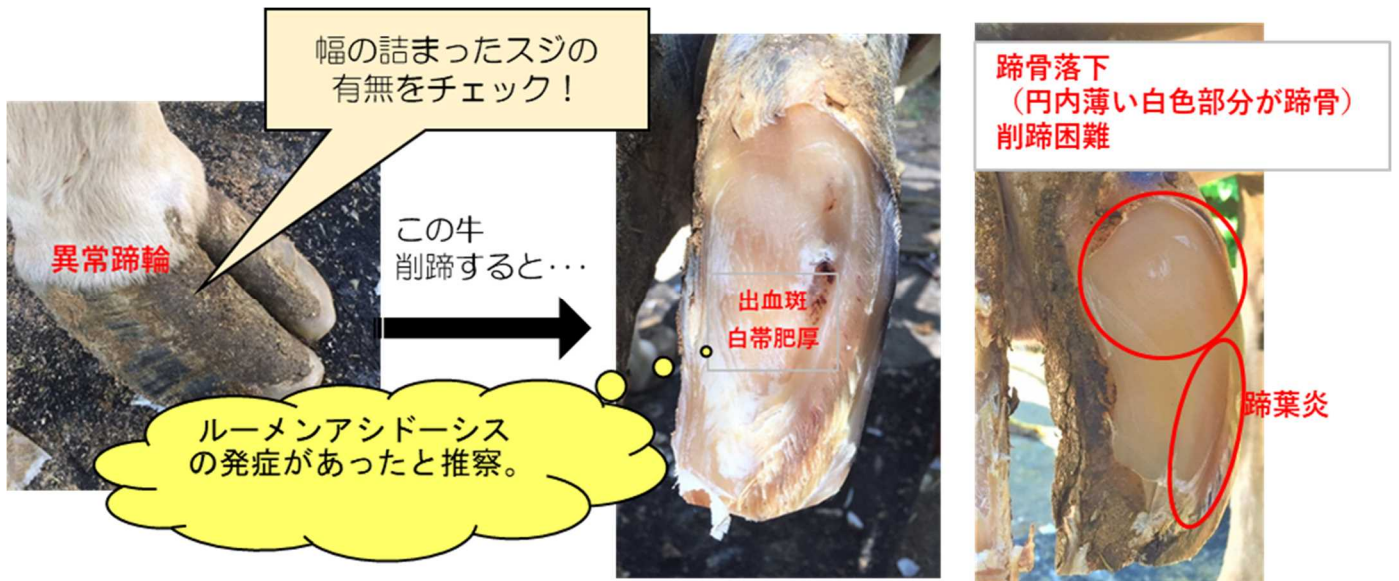 幅の詰まったスジの
有無をチェック！
異常蹄輪
この牛
削蹄すると・・・
ルーメンアシドーシス
の発症があったと推察。
出血斑
白帯肥厚
蹄骨落下
（円内薄い白色部分が蹄骨）
削蹄困難
蹄葉炎